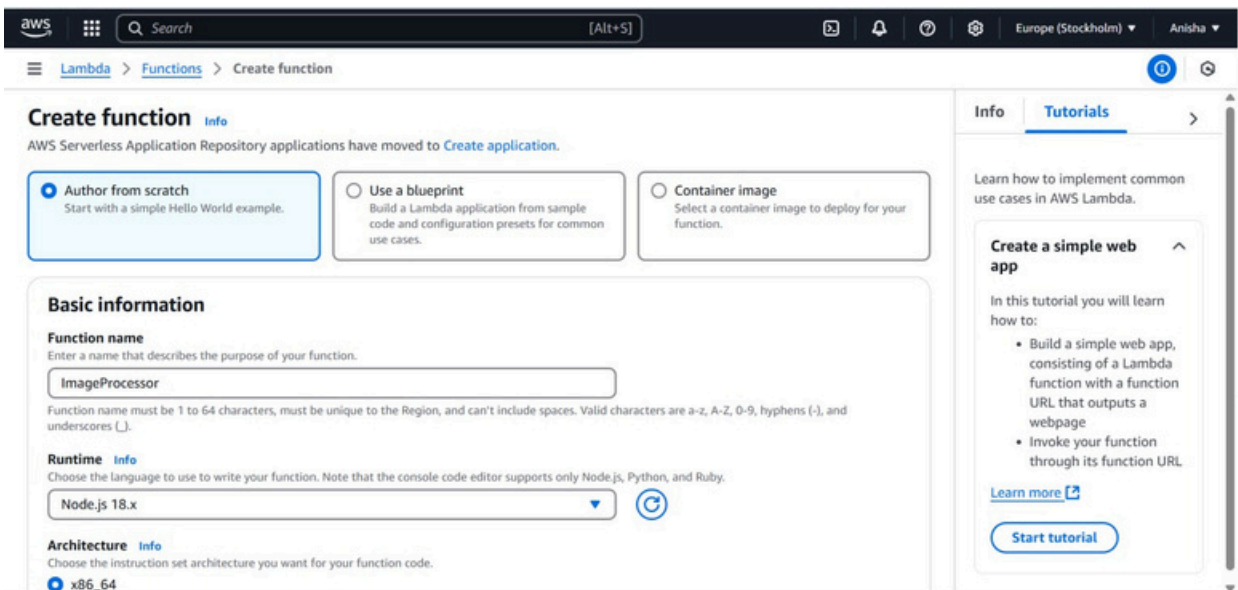 aws
Search
[Alt+S]
Europe (Stockholm)
Anisha
Lambda > Functions > Create function
Create function Info
AWS Serverless Application Repository applications have moved to Create application.
Author from scratch
Start with a simple Hello World example.
Use a blueprint
Build a Lambda application from sample
code and configuration presets for common
use cases.
Container image
Select a container image to deploy for your
function.
Basic information
Function name
Enter a name that describes the purpose of your function.
ImageProcessor
Function name must be 1 to 64 characters, must be unique to the Region, and can't include spaces. Valid characters are a-z, A-Z, 0-9, hyphens (-), and
underscores (_).
Runtime Info
Choose the language to use to write your function. Note that the console code editor supports only Node.js, Python, and Ruby.
Node.js 18.x
Architecture Info
Choose the instruction set architecture you want for your function code.
x86_64
Info
Tutorials
Learn how to implement common
use cases in AWS Lambda.
Create a simple web
app
In this tutorial you will learn
how to:
• Build a simple web app,
consisting of a Lambda
function with a function
URL that outputs a
webpage
• Invoke your function
through its function URL
Learn more
Start tutorial